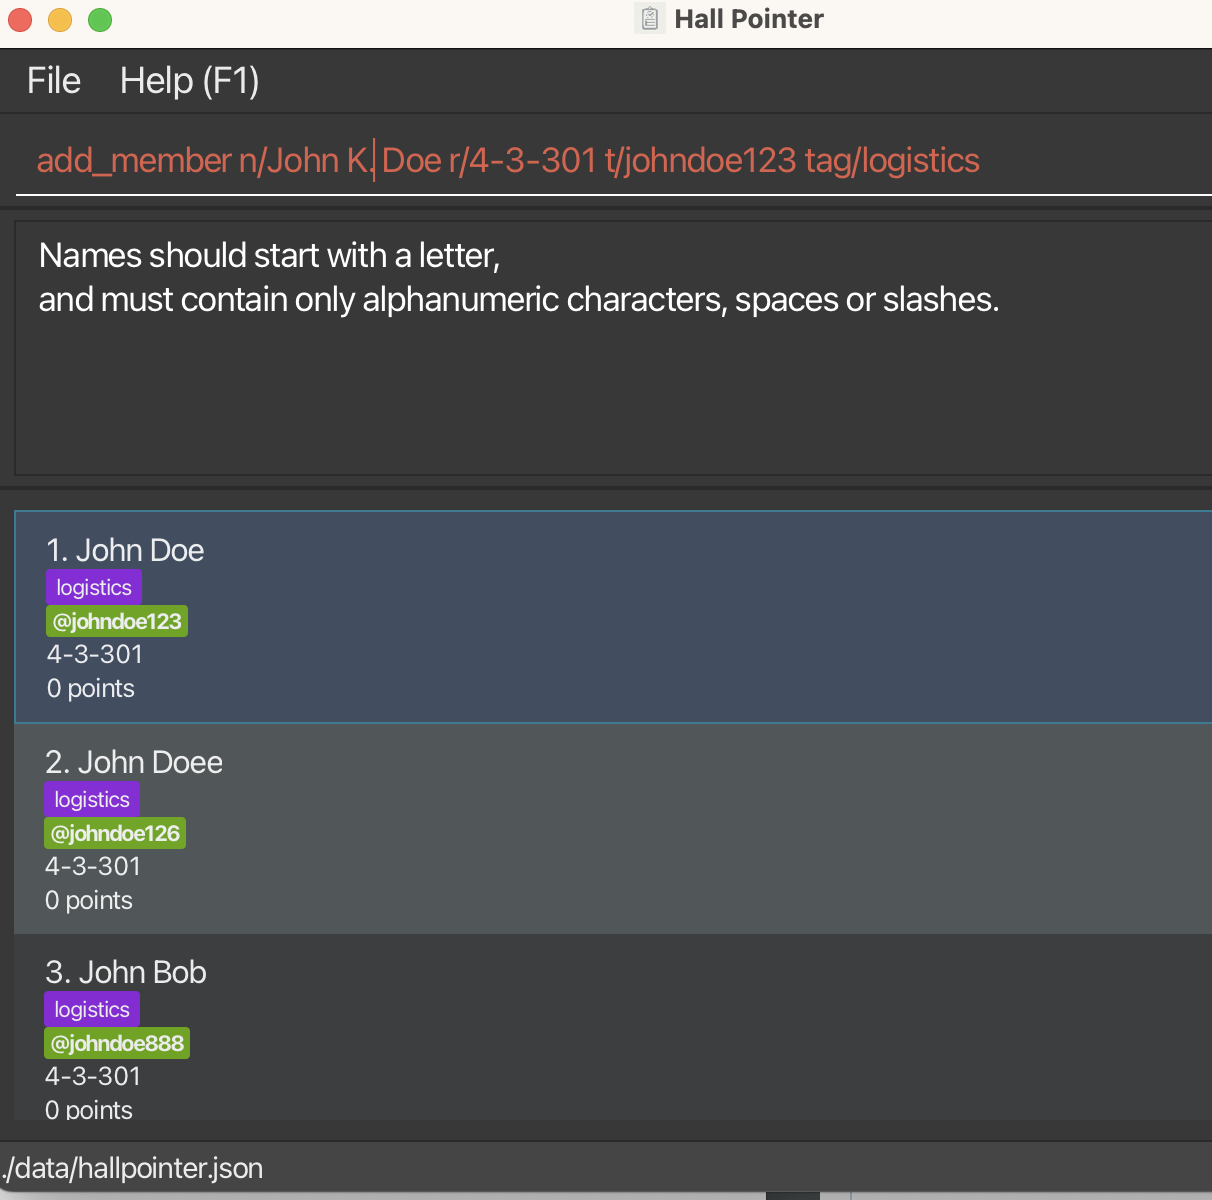 Hall Pointer
File Help (F1)
add_member n/John K. Doe r/4-3-301 t/johndoe123 tag/logistics
Names should start with a letter,
and must contain only alphanumeric characters, spaces or slashes.
1. John Doe
logistics
@johndoe123
4-3-301
0 points
2. John Doee
logistics
@johndoe126
4-3-301
0 points
3. John Bob
logistics
@johndoe888
4-3-301
0 points
./data/hallpointer.json